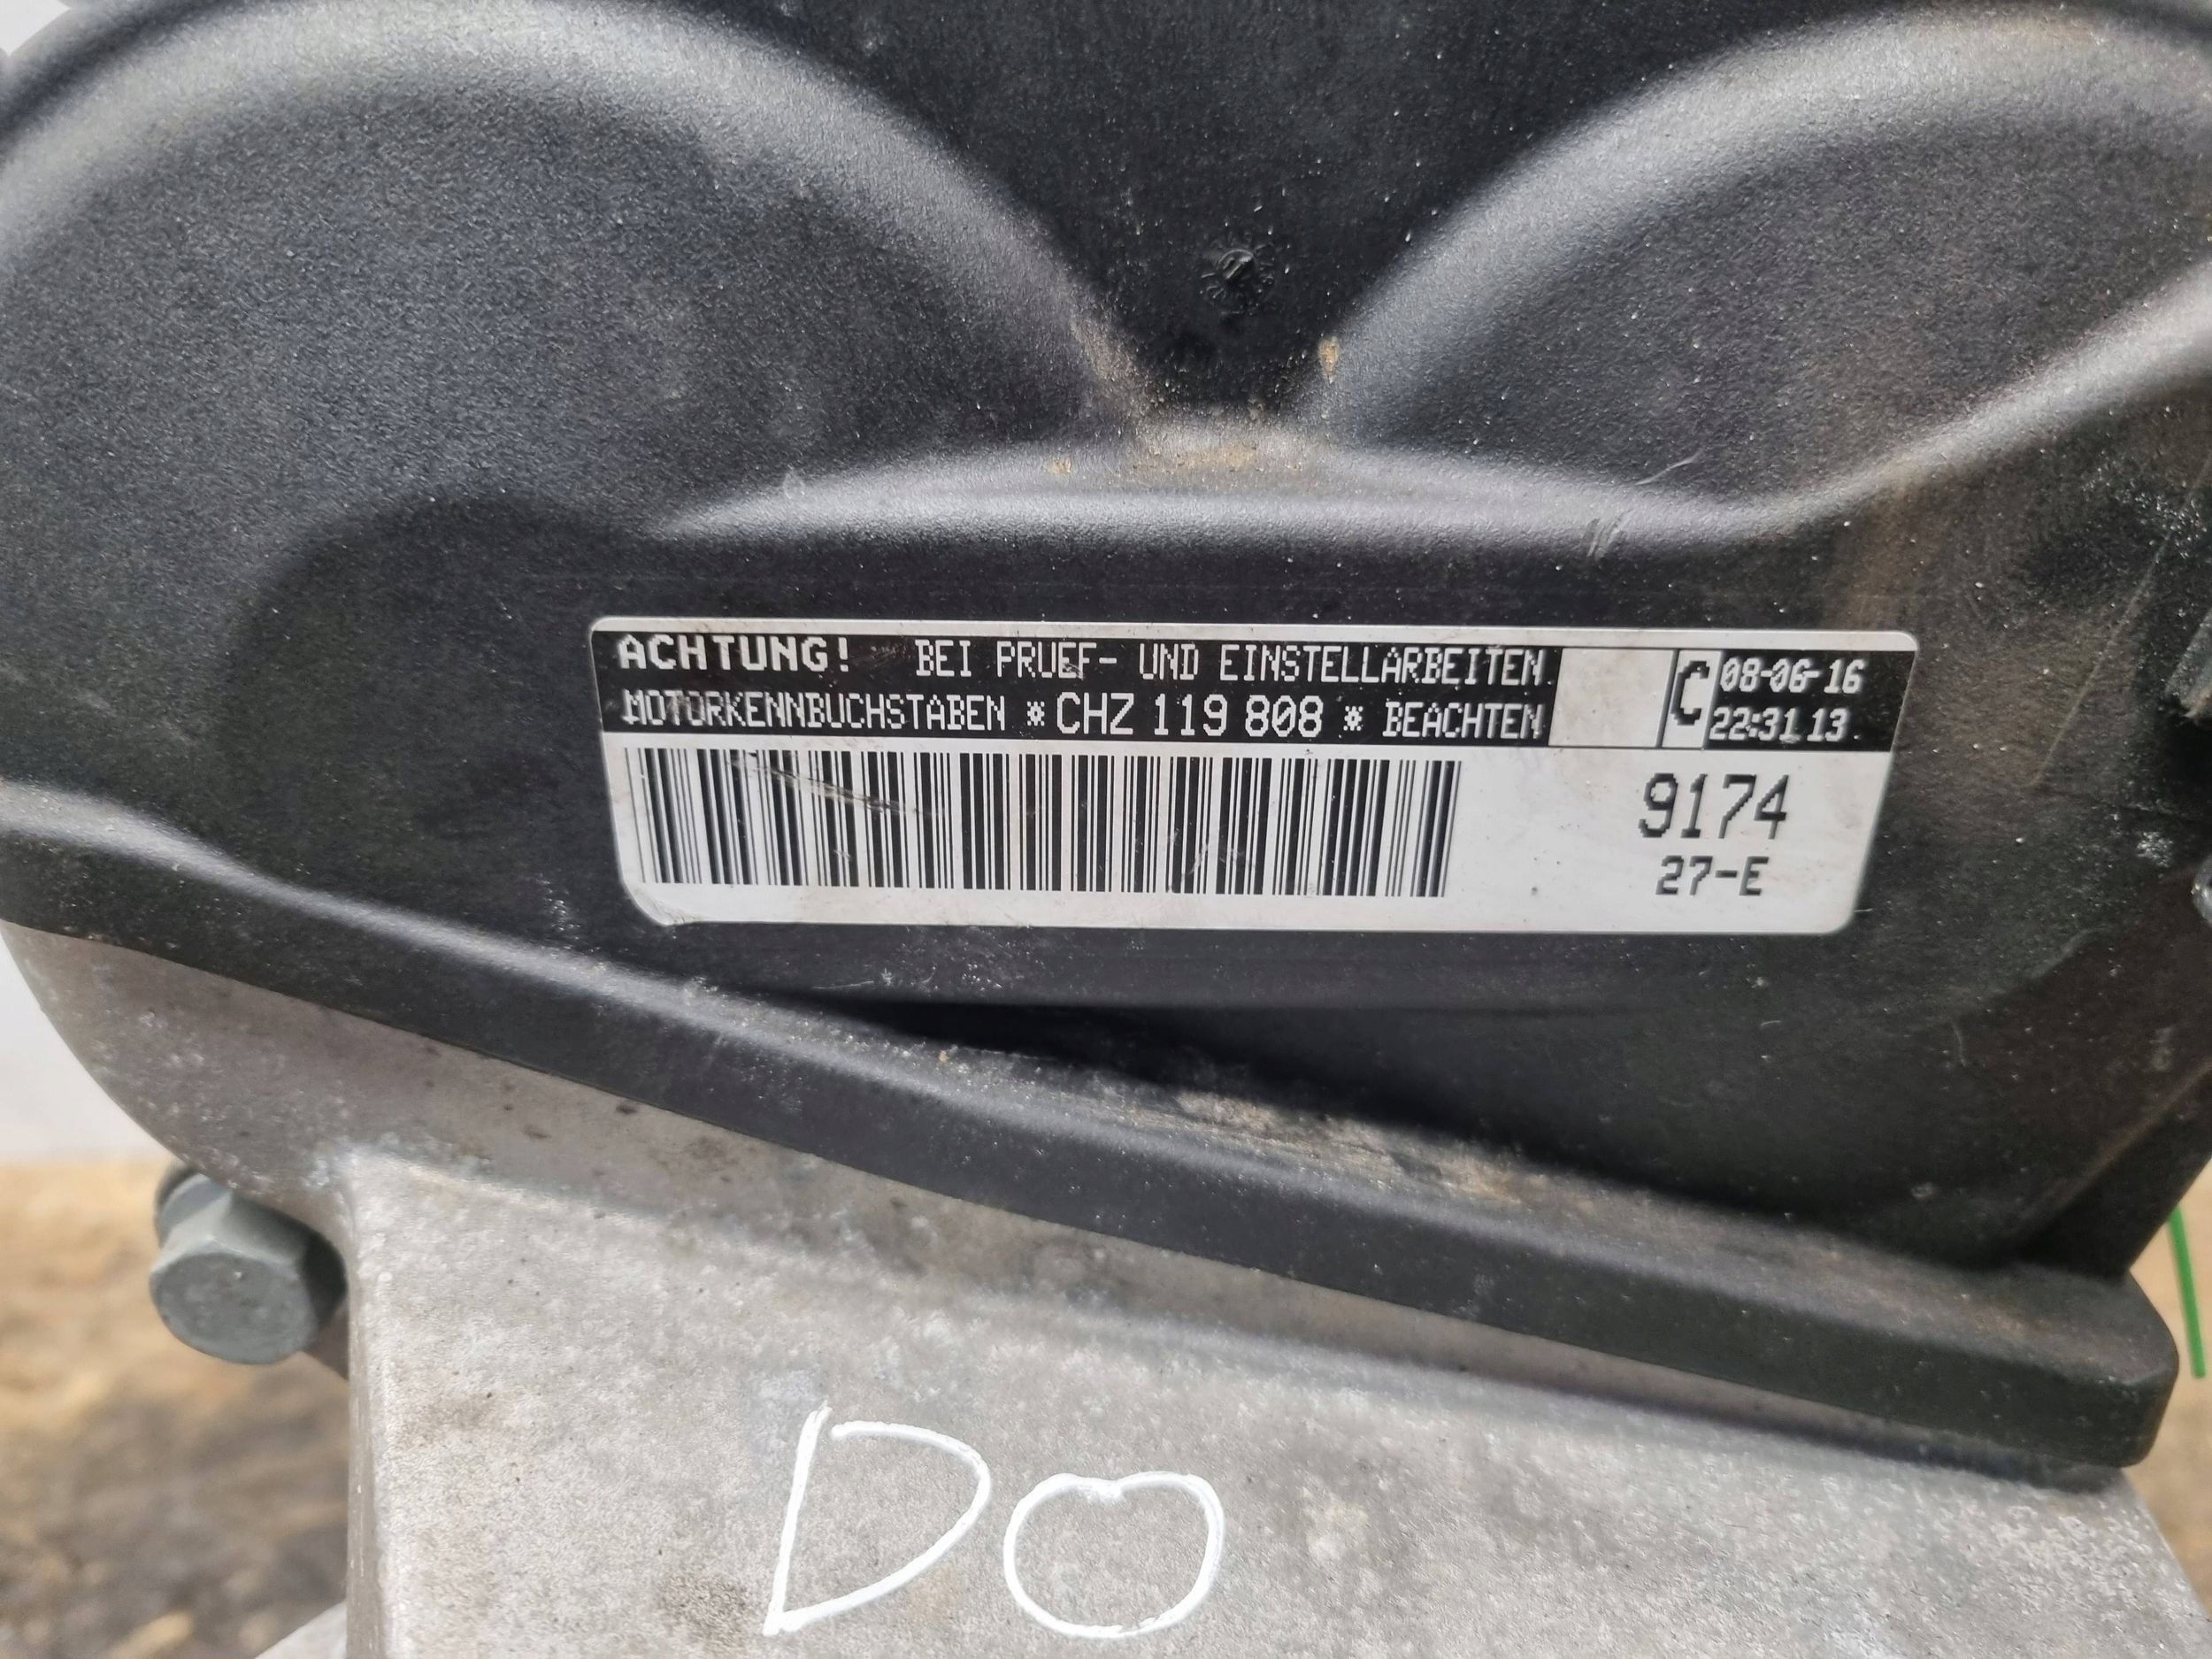 ACHTUNG! BEI PRUEF- UND EINSTELLARBEITEN
MOTORKENNBUCHSTABEN *CHZ 119 808 * BEACHTEN
C
08-06-16
22:31 13
9174
27-E
DO